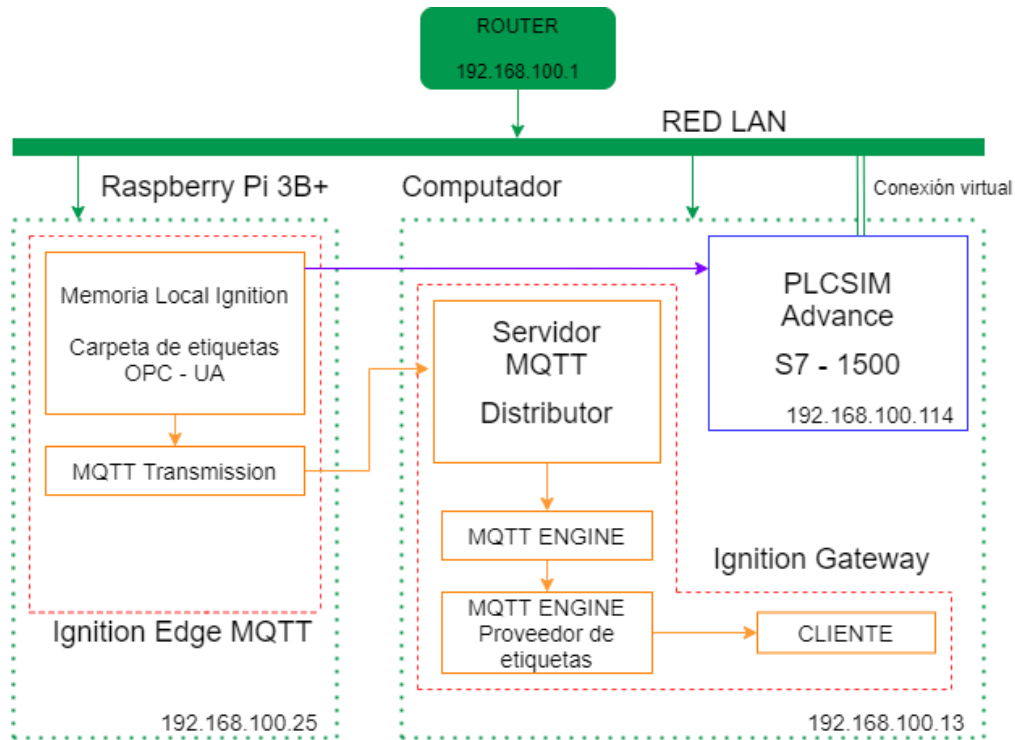 ROUTER
192.168.100.1
RED LAN
Raspberry Pi 3B+
Computador
Conexión virtual
Memoria Local Ignition
Carpeta de etiquetas
OPC - UA
MQTT Transmission
Ignition Edge MQTT
192.168.100.25
Servidor
MQTT
Distributor
MQTT ENGINE
MQTT ENGINE
Proveedor de
etiquetas
PLCSIM
Advance
S7 - 1500
192.168.100.114
Ignition Gateway
CLIENTE
192.168.100.13